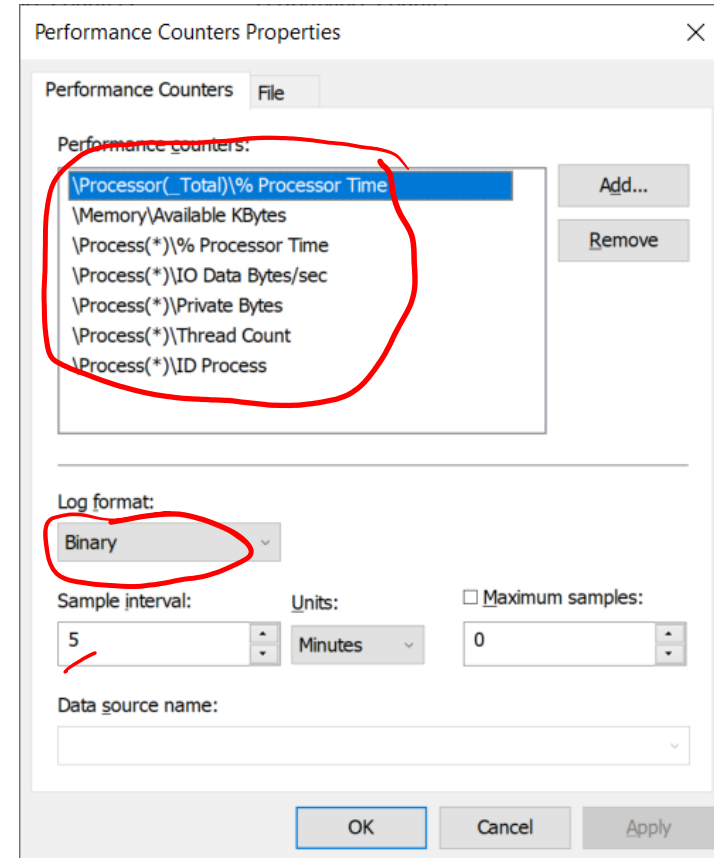 Performance Counters Properties
Performance Counters
File
Performance counters:
\Processor(_Total)\% Processor Time
\Memory\Available KBytes
\Process(*)\% Processor Time
\Process(*)\IO Data Bytes/sec
\Process(*)\Private Bytes
\Process(*)\Thread Count
\Process(*)\ID Process
Add...
Remove
Log format:
Binary
Sample interval:
Units:
Maximum samples:
5
Minutes
0
Data source name:
OK
Cancel
Apply